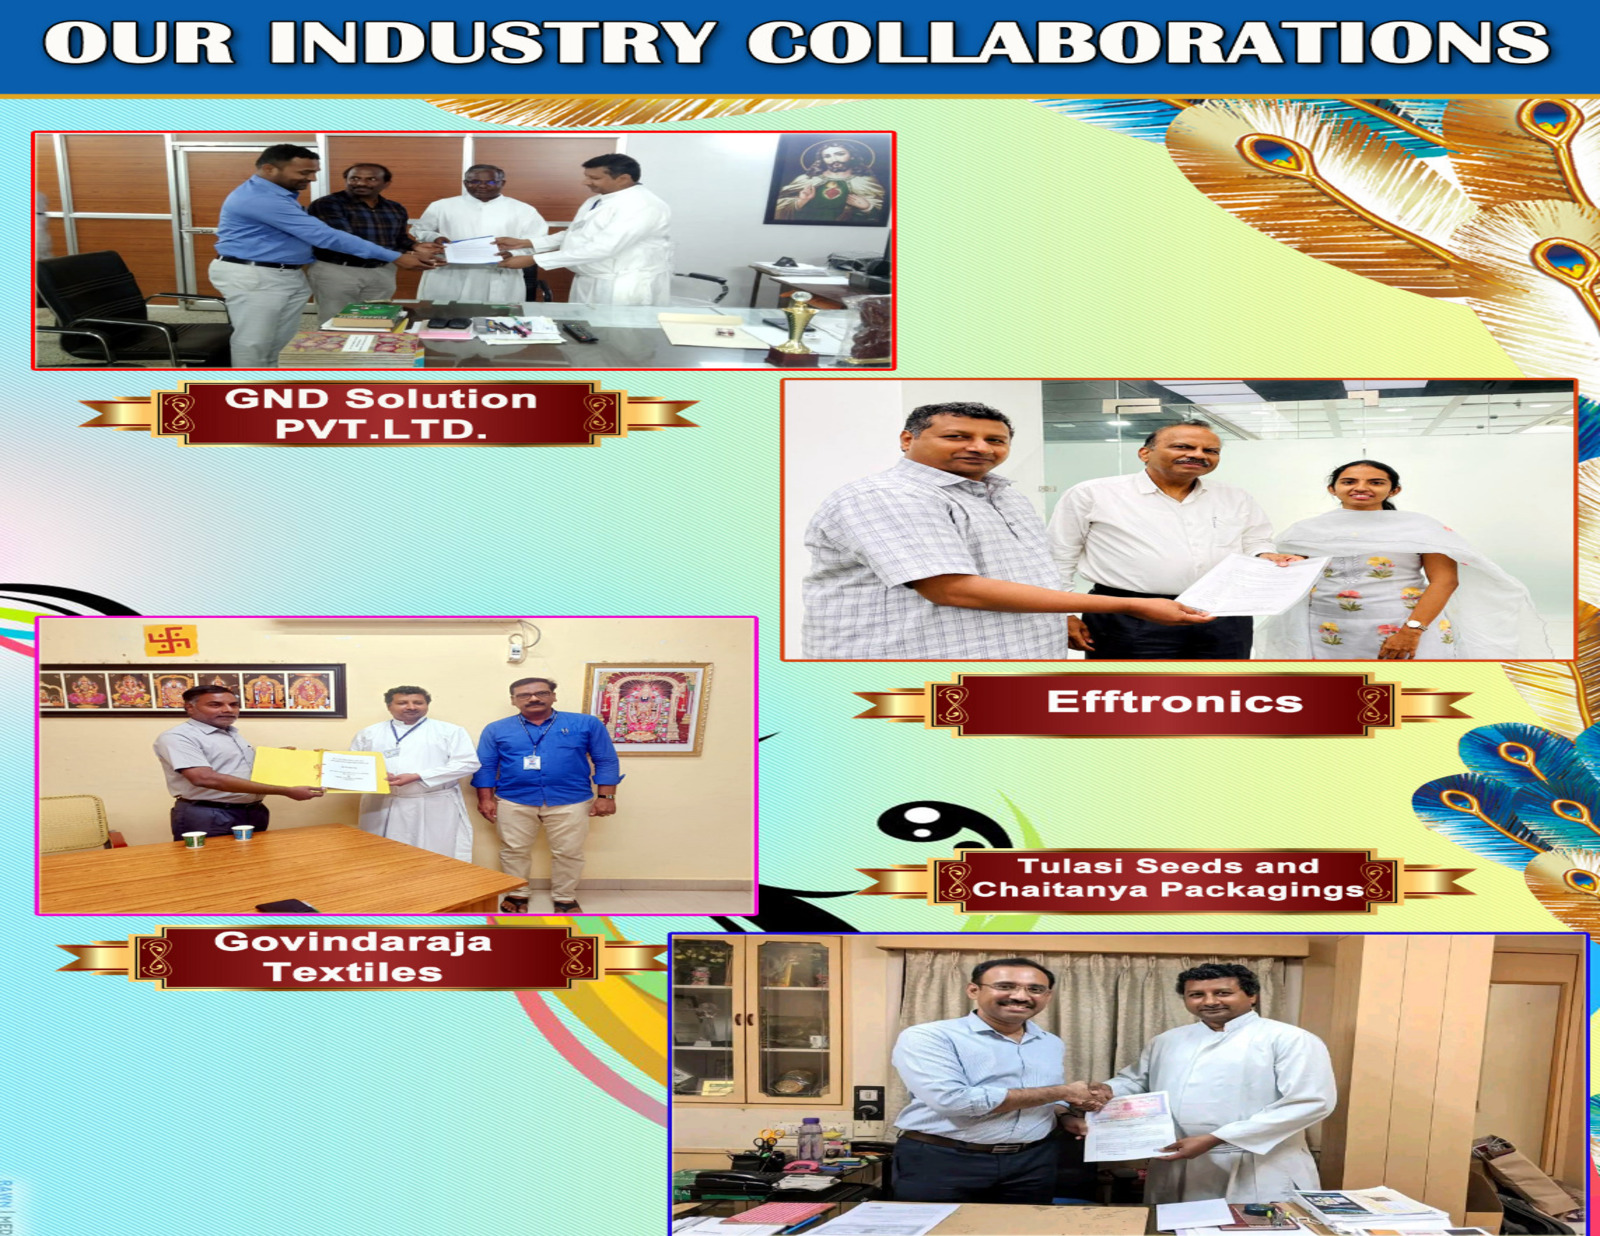 OUR INDUSTRY COLLABORATIONS
GND Solution
PVT.LTD.
Efftronics
Tulasi Seeds and
Chaitanya Packagings
Govindaraja
Textiles